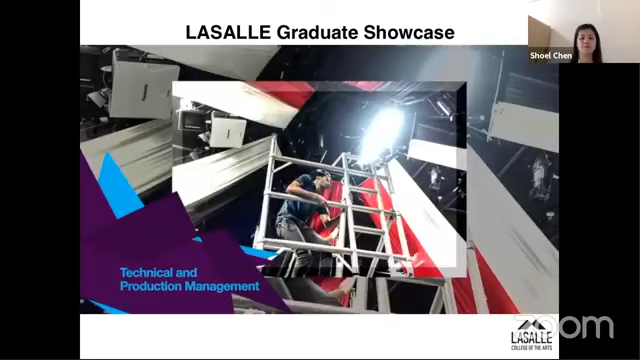 LASALLE Graduate Showcase
Shoel Chen
Technical and
Production Management
LASALLE
COLLEGE OF THE ARTS
zoom